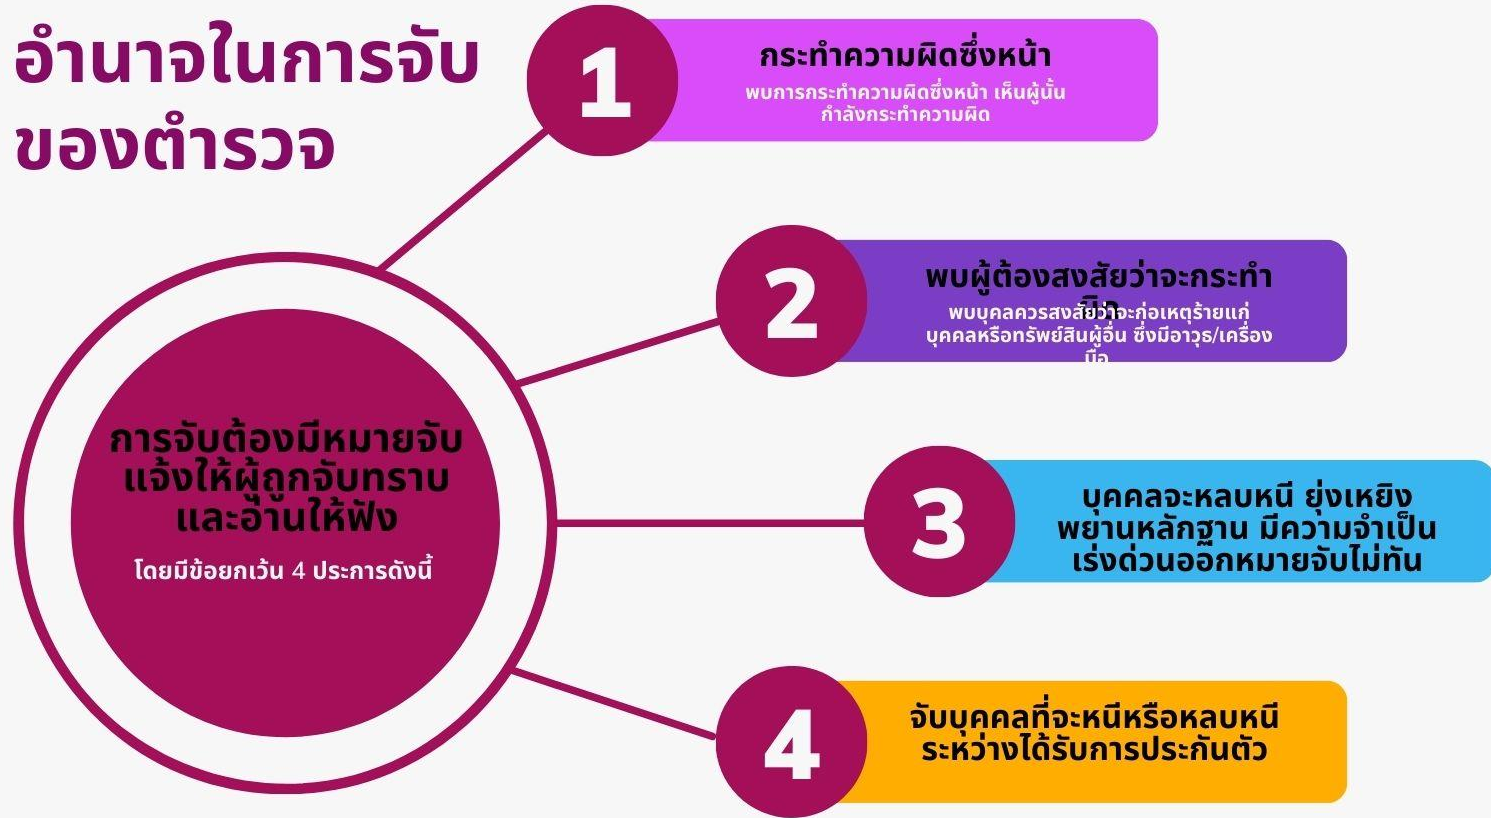 อำนาจในการจับ
ของตำรวจ
1
กระทำความผิดซึ่งหน้า
พบการกระทำความผิดซึ่งหน้า เห็นผู้นั้น
กำลังกระทำความผิด
2
พบผู้ต้องสงสัยว่าจะกระทำ
ผิด
พบบุคคลควรสงสัยว่าจะก่อเหตุร้ายแก่
บุคคลหรือทรัพย์สินผู้อื่น ซึ่งมีอาวุธ/เครื่อง
มือ
การจับต้องมีหมายจับ
แจ้งให้ผู้ถูกจับทราบ
และอ่านให้ฟัง
โดยมีข้อยกเว้น 4 ประการดังนี้
3
บุคคลจะหลบหนี ยุ่งเหยิง
พยานหลักฐาน มีความจำเป็น
เร่งด่วนออกหมายจับไม่ทัน
4
จับบุคคลที่จะหนีหรือหลบหนี
ระหว่างได้รับการประกันตัว